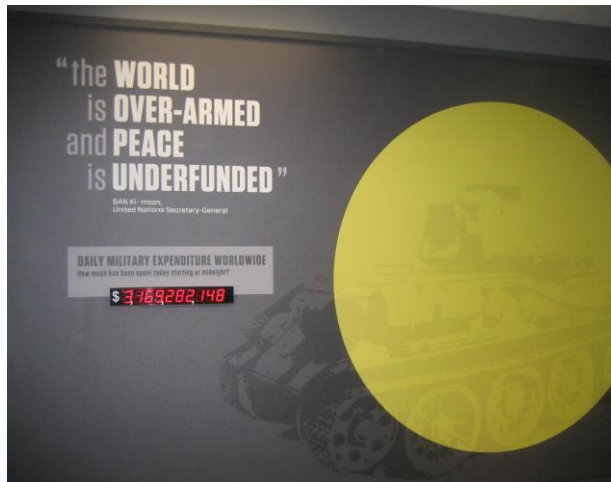 “the WORLD
is OVER-ARMED
and PEACE
is UNDERFUNDED”
BAN Ki- moon,
United Nations Secretary-General
DAILY MILITARY EXPENDITURE WORLDWIDE
How much has been spent today starting at midnight?
$ 3,169,282,148